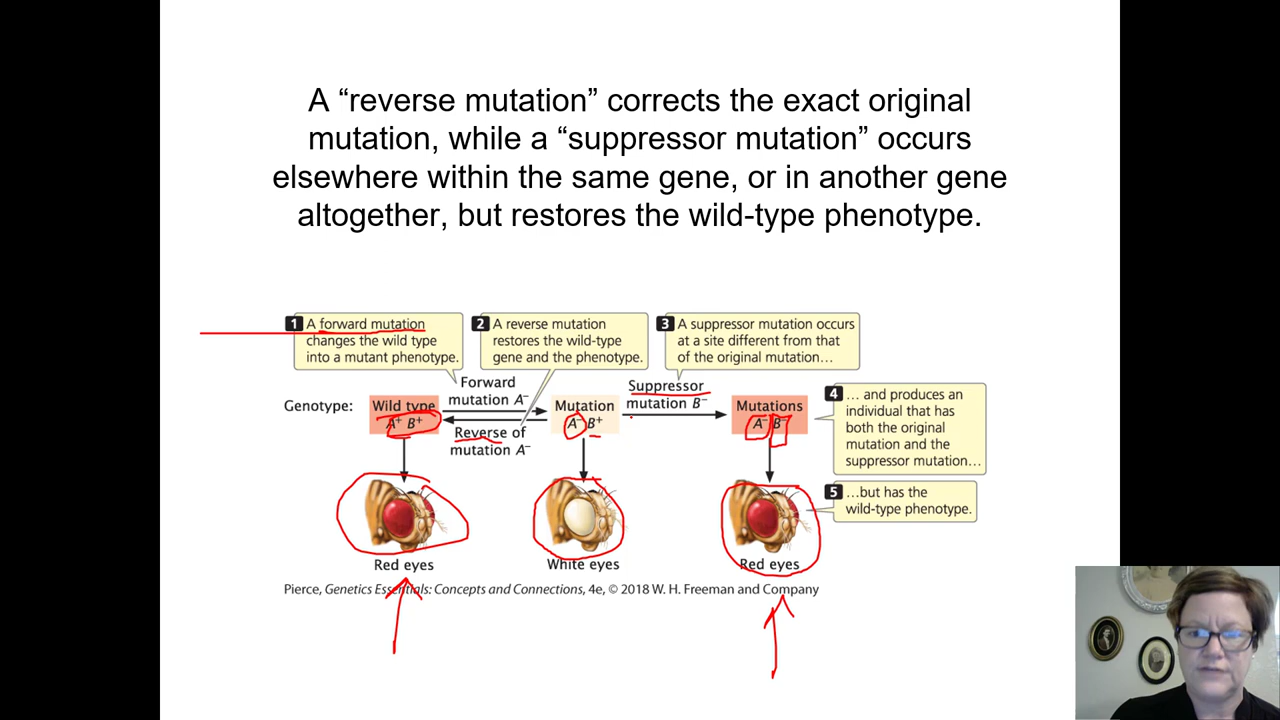 A “reverse mutation” corrects the exact original
mutation, while a “suppressor mutation” occurs
elsewhere within the same gene, or in another gene
altogether, but restores the wild-type phenotype.
1 A forward mutation
changes the wild type
into a mutant phenotype.
2 A reverse mutation
restores the wild-type
gene and the phenotype.
3 A suppressor mutation occurs
at a site different from that
of the original mutation…
Genotype:
Wild type
A⁺ B⁺
Forward
mutation A⁻
Reverse of
mutation A⁻
Mutation
A⁻ B⁺
Suppressor
mutation B⁻
Mutations
A⁻ B⁻
4 … and produces an
individual that has
both the original
mutation and the
suppressor mutation…
5 …but has the
wild-type phenotype.
Red eyes
White eyes
Red eyes
Pierce, Genetics Essentials: Concepts and Connections, 4e, © 2018 W. H. Freeman and Company